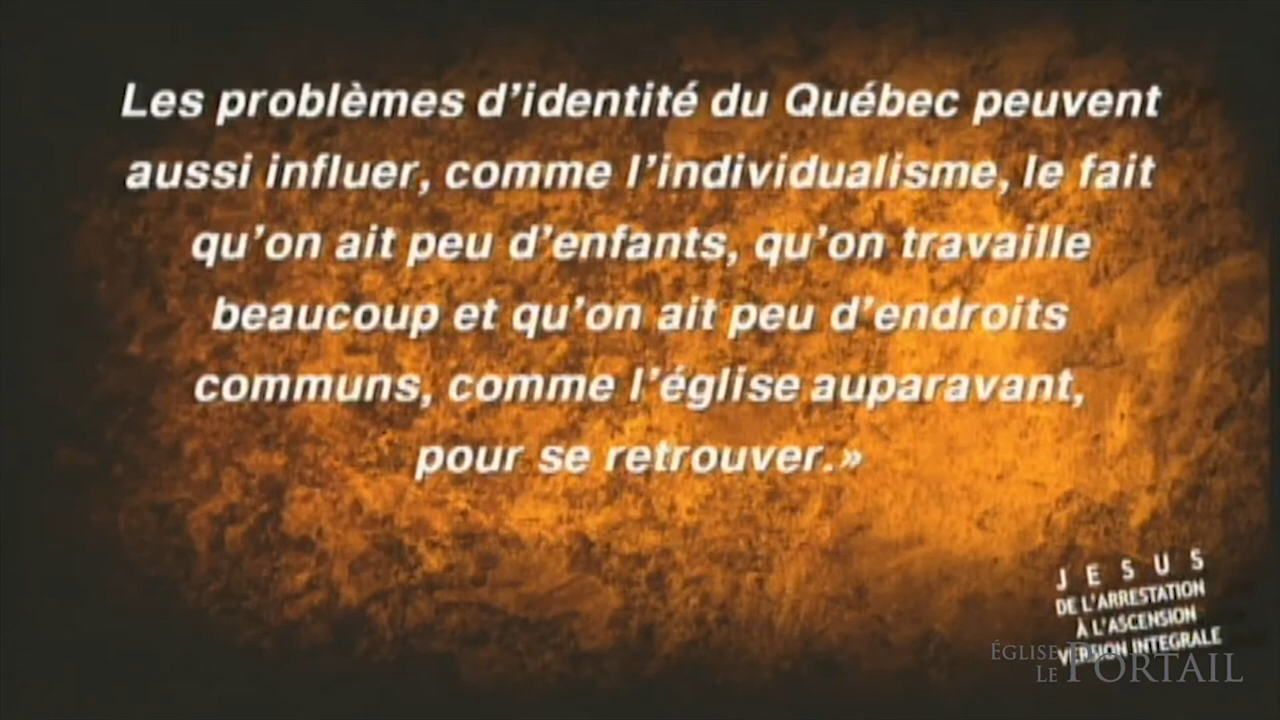 Les problèmes d'identité du Québec peuvent
aussi influer, comme l'individualisme, le fait
qu'on ait peu d'enfants, qu'on travaille
beaucoup et qu'on ait peu d'endroits
communs, comme l'église auparavant,
pour se retrouver.»
JESUS
DE L'ARRESTATION
À L'ASCENSION
VERSION INTEGRALE
ÉGLISE
LE PORTAIL